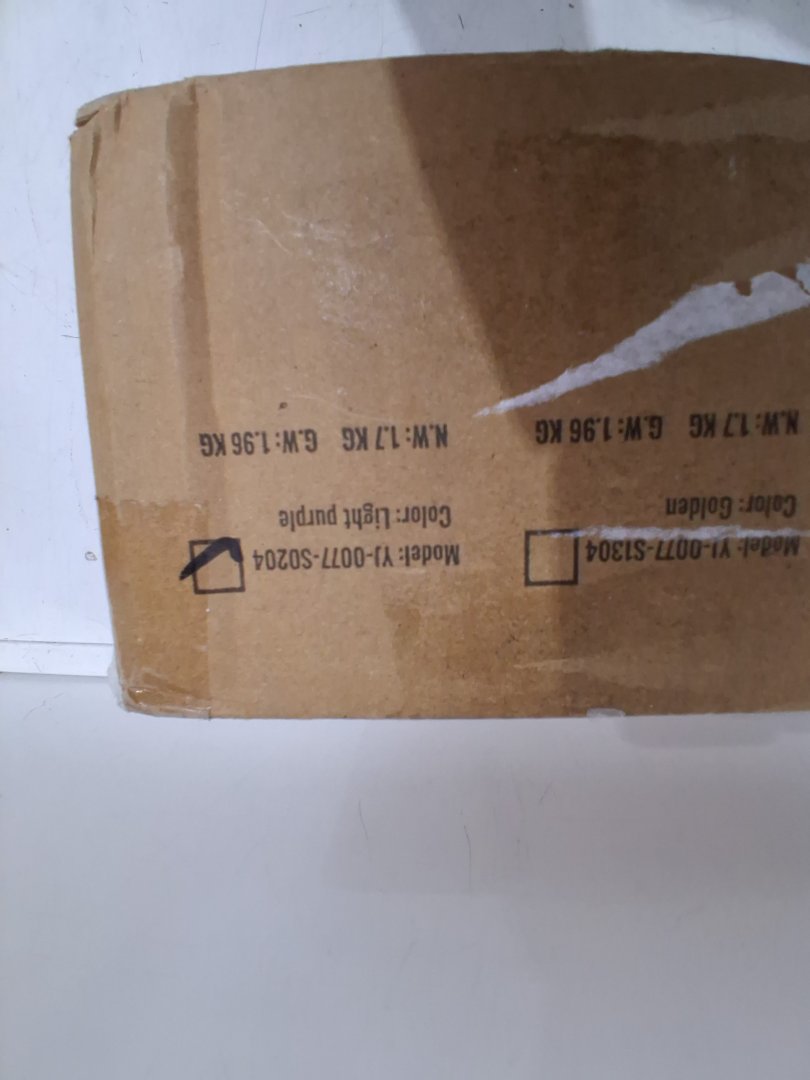 Model: YJ-0077-S1304
Color: Golden
N.W: 1.7 KG G.W: 1.96 KG
Model: YJ-0077-S0204
Color: Light purple
N.W: 1.7 KG G.W: 1.96 KG